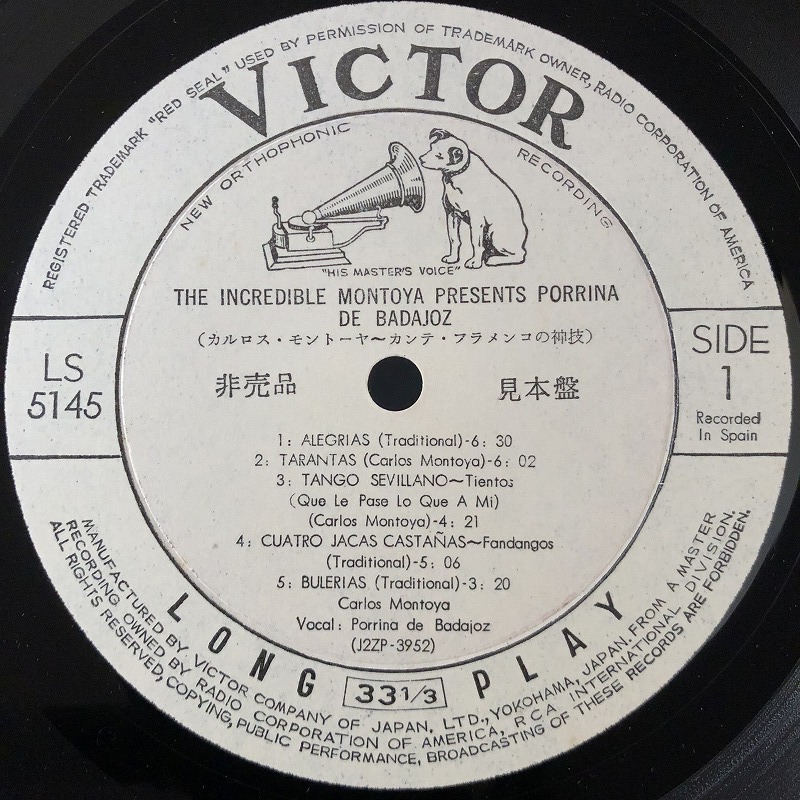 REGISTERED TRADEMARK "RED SEAL" USED BY PERMISSION OF TRADEMARK OWNER, RADIO CORPORATION OF AMERICA
VICTOR
NEW ORTHOPHONIC RECORDING
"HIS MASTER'S VOICE"
THE INCREDIBLE MONTOYA PRESENTS PORRINA
DE BADAJOZ
(カルロス・モントーヤ〜カンテ・フラメンコの神技)
LS
5145
非売品
見本盤
SIDE
1
Recorded
In Spain
1: ALEGRIAS (Traditional)-6: 30
2: TARANTAS (Carlos Montoya)-6: 02
3: TANGO SEVILLANO~Tientos
(Que Le Pase Lo Que A Mi)
(Carlos Montoya)-4: 21
4: CUATRO JACAS CASTAÑAS~Fandangos
(Traditional)-5: 06
5: BULERIAS (Traditional)-3: 20
Carlos Montoya
Vocal: Porrina de Badajoz
(J2ZP-3952)
LONG 33 1/3 PLAY
MANUFACTURED BY VICTOR COMPANY OF JAPAN, LTD., YOKOHAMA, JAPAN, FROM A MASTER
RECORDING OWNED BY RADIO CORPORATION OF AMERICA, RCA INTERNATIONAL DIVISION.
ALL RIGHTS RESERVED, COPYING, PUBLIC PERFORMANCE, BROADCASTING OF THESE RECORDS ARE FORBIDDEN.